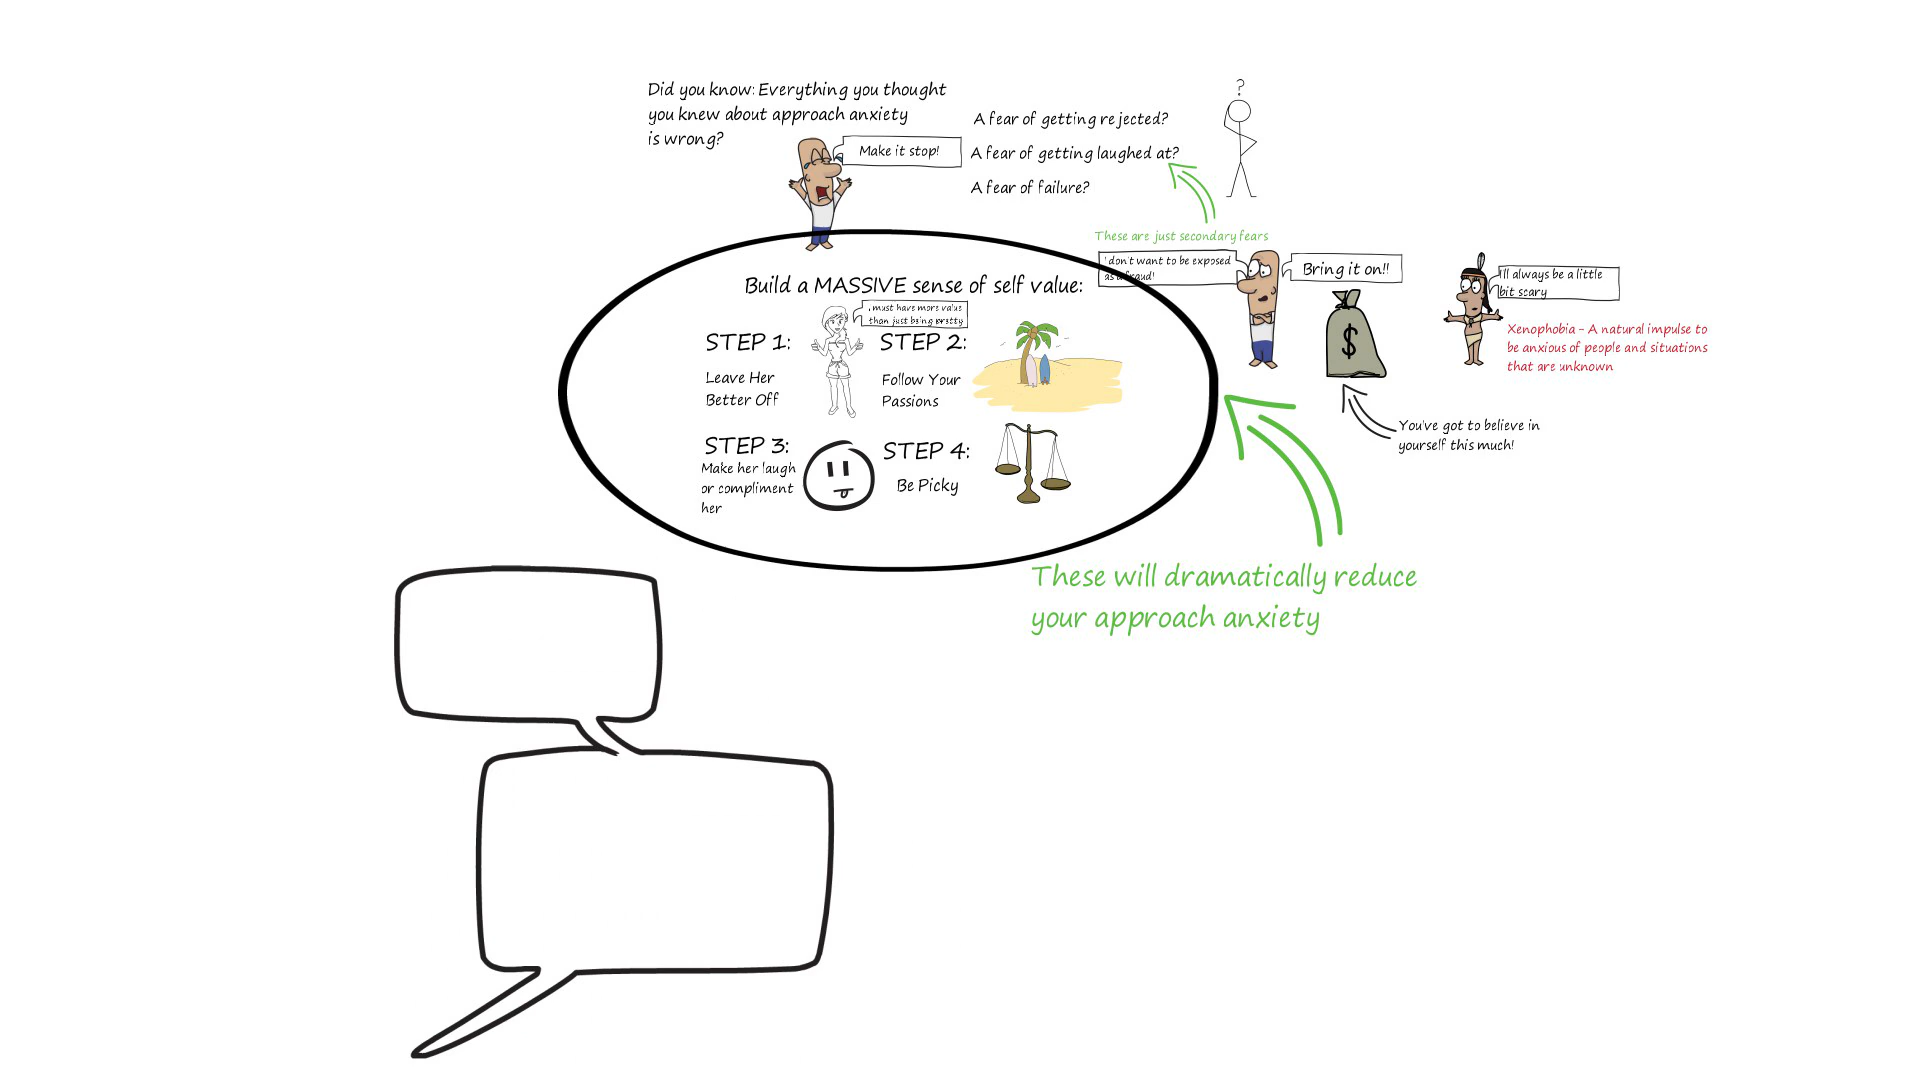 Did you know: Everything you thought
you knew about approach anxiety
is wrong?
Make it stop!
A fear of getting rejected?
A fear of getting laughed at?
A fear of failure?
?
These are just secondary fears
I don't want to be exposed
as a fraud!
Bring it on!!
$
I'll always be a little
bit scary
Xenophobia - A natural impulse to
be anxious of people and situations
that are unknown
You've got to believe in
yourself this much!
Build a MASSIVE sense of self value:
I must have more value
than just being pretty
STEP 1:
Leave Her
Better Off
STEP 2:
Follow Your
Passions
STEP 3:
Make her laugh
or compliment
her
STEP 4:
Be Picky
These will dramatically reduce
your approach anxiety